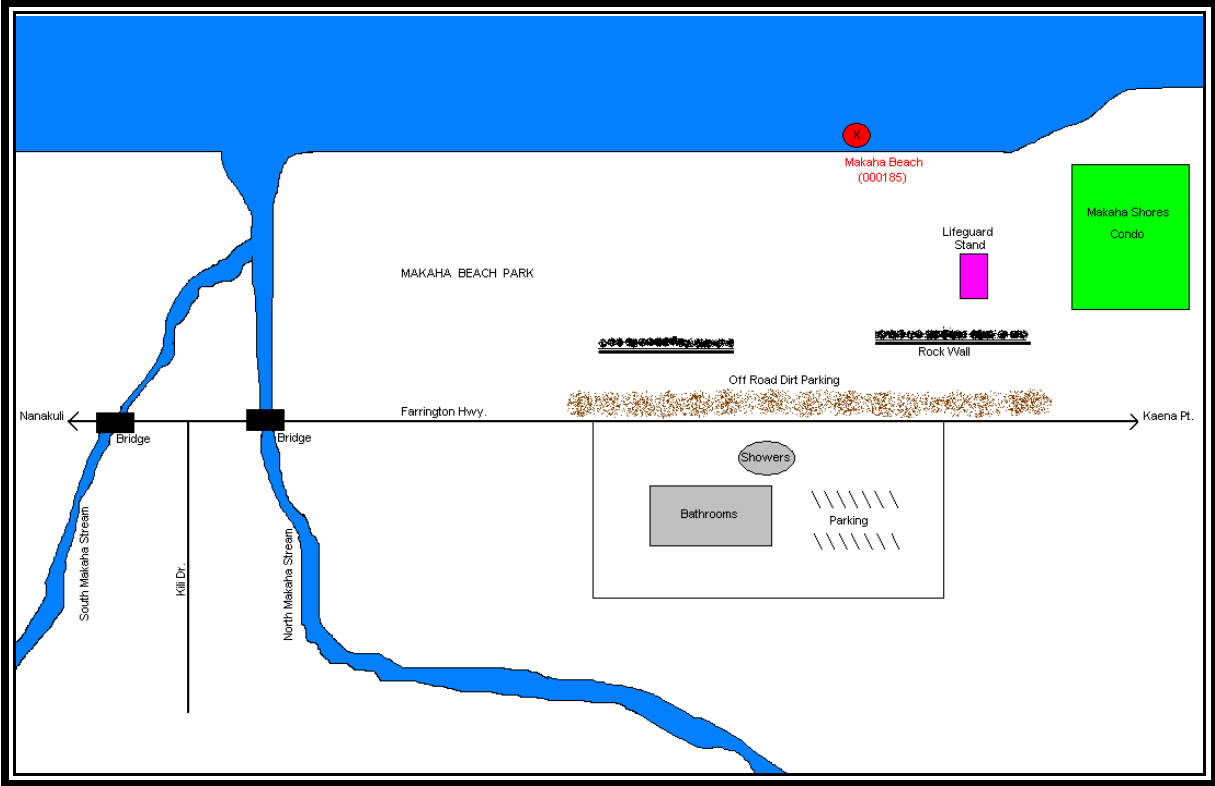 X
Makaha Beach
(000185)
Makaha Shores
Condo
Lifeguard
Stand
MAKAHA BEACH PARK
Rock Wall
Off Road Dirt Parking
Nanakuli
Farrington Hwy.
Kaena Pt.
Bridge
Bridge
Showers
Bathrooms
Parking
South Makaha Stream
Kili Dr.
North Makaha Stream